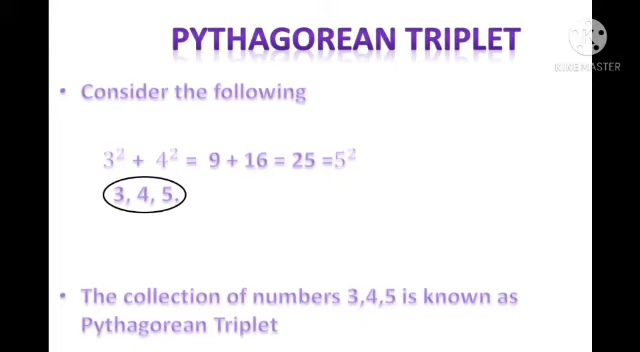 PYTHAGOREAN TRIPLET
KINEMASTER
• Consider the following
3² + 4² = 9 + 16 = 25 =5²
3, 4, 5.
• The collection of numbers 3,4,5 is known as
Pythagorean Triplet